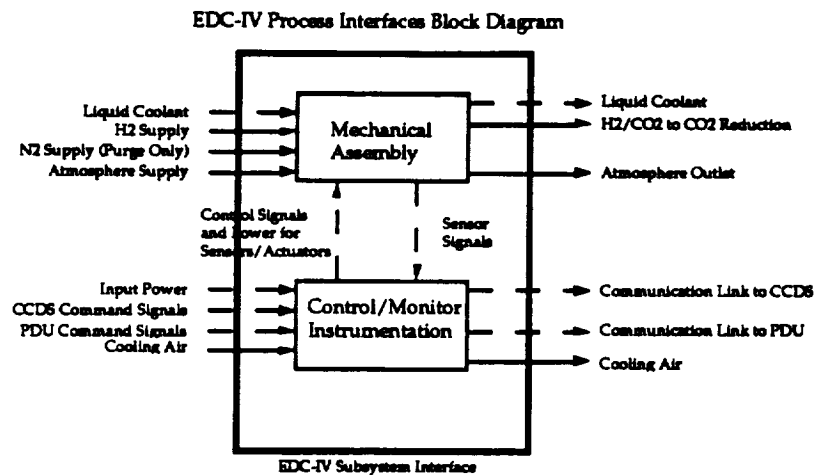 EDC-IV Process Interfaces Block Diagram
Liquid Coolant
H2 Supply
N2 Supply (Purge Only)
Atmosphere Supply
Mechanical
Assembly
Liquid Coolant
H2/CO2 to CO2 Reduction
Atmosphere Outlet
Control Signals
and Power for
Sensors/Actuators
Sensor
Signals
Input Power
CCDS Command Signals
PDU Command Signals
Cooling Air
Control/Monitor
Instrumentation
Communication Link to CCDS
Communication Link to PDU
Cooling Air
EDC-IV Subsystem Interface